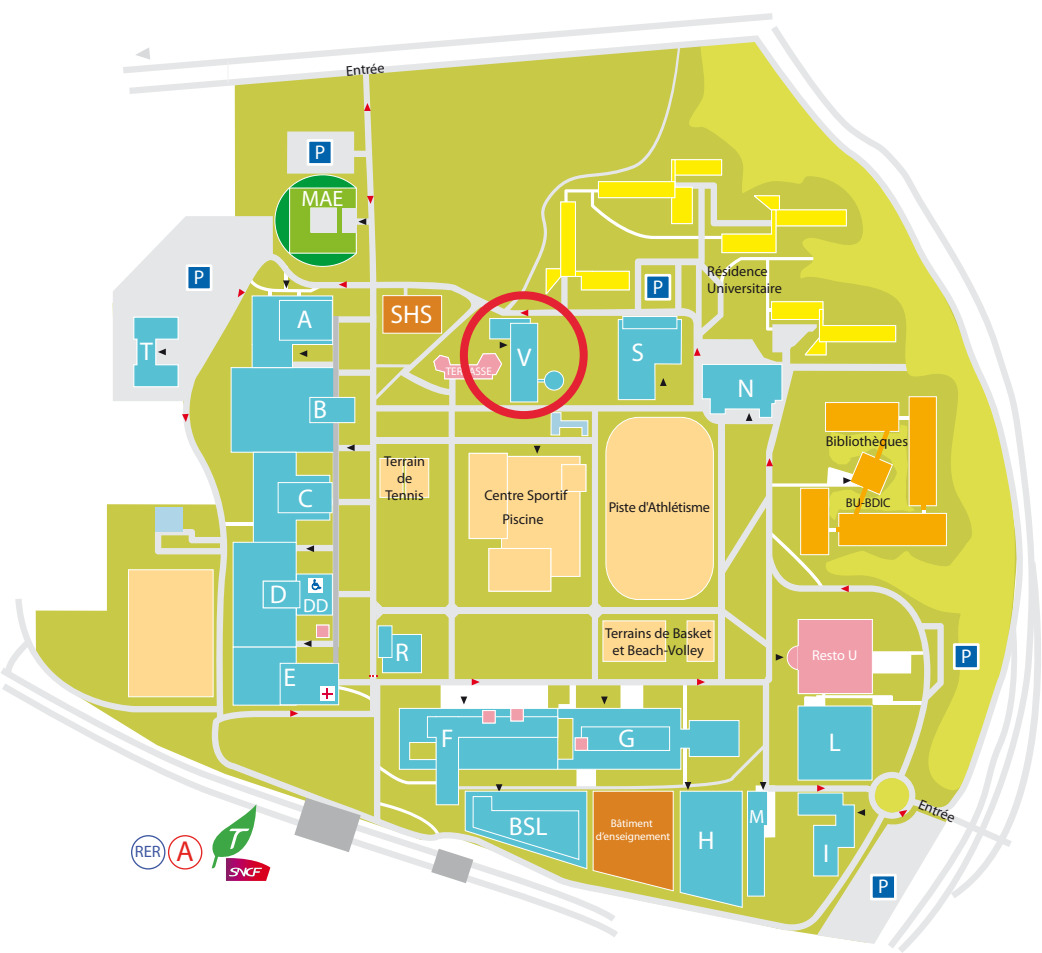 Entrée
P
MAE
P
Résidence
Universitaire
P
A
SHS
V
S
T
TERRASSE
N
B
Bibliothèques
Terrain
de
Tennis
Centre Sportif
Piscine
Piste d'Athlétisme
C
BU-BDIC
D
DD
Terrains de Basket
et Beach-Volley
R
Resto U
P
E
F
G
L
Entrée
BSL
Bâtiment
d'enseignement
H
M
I
RER
A
T
SNCF
P